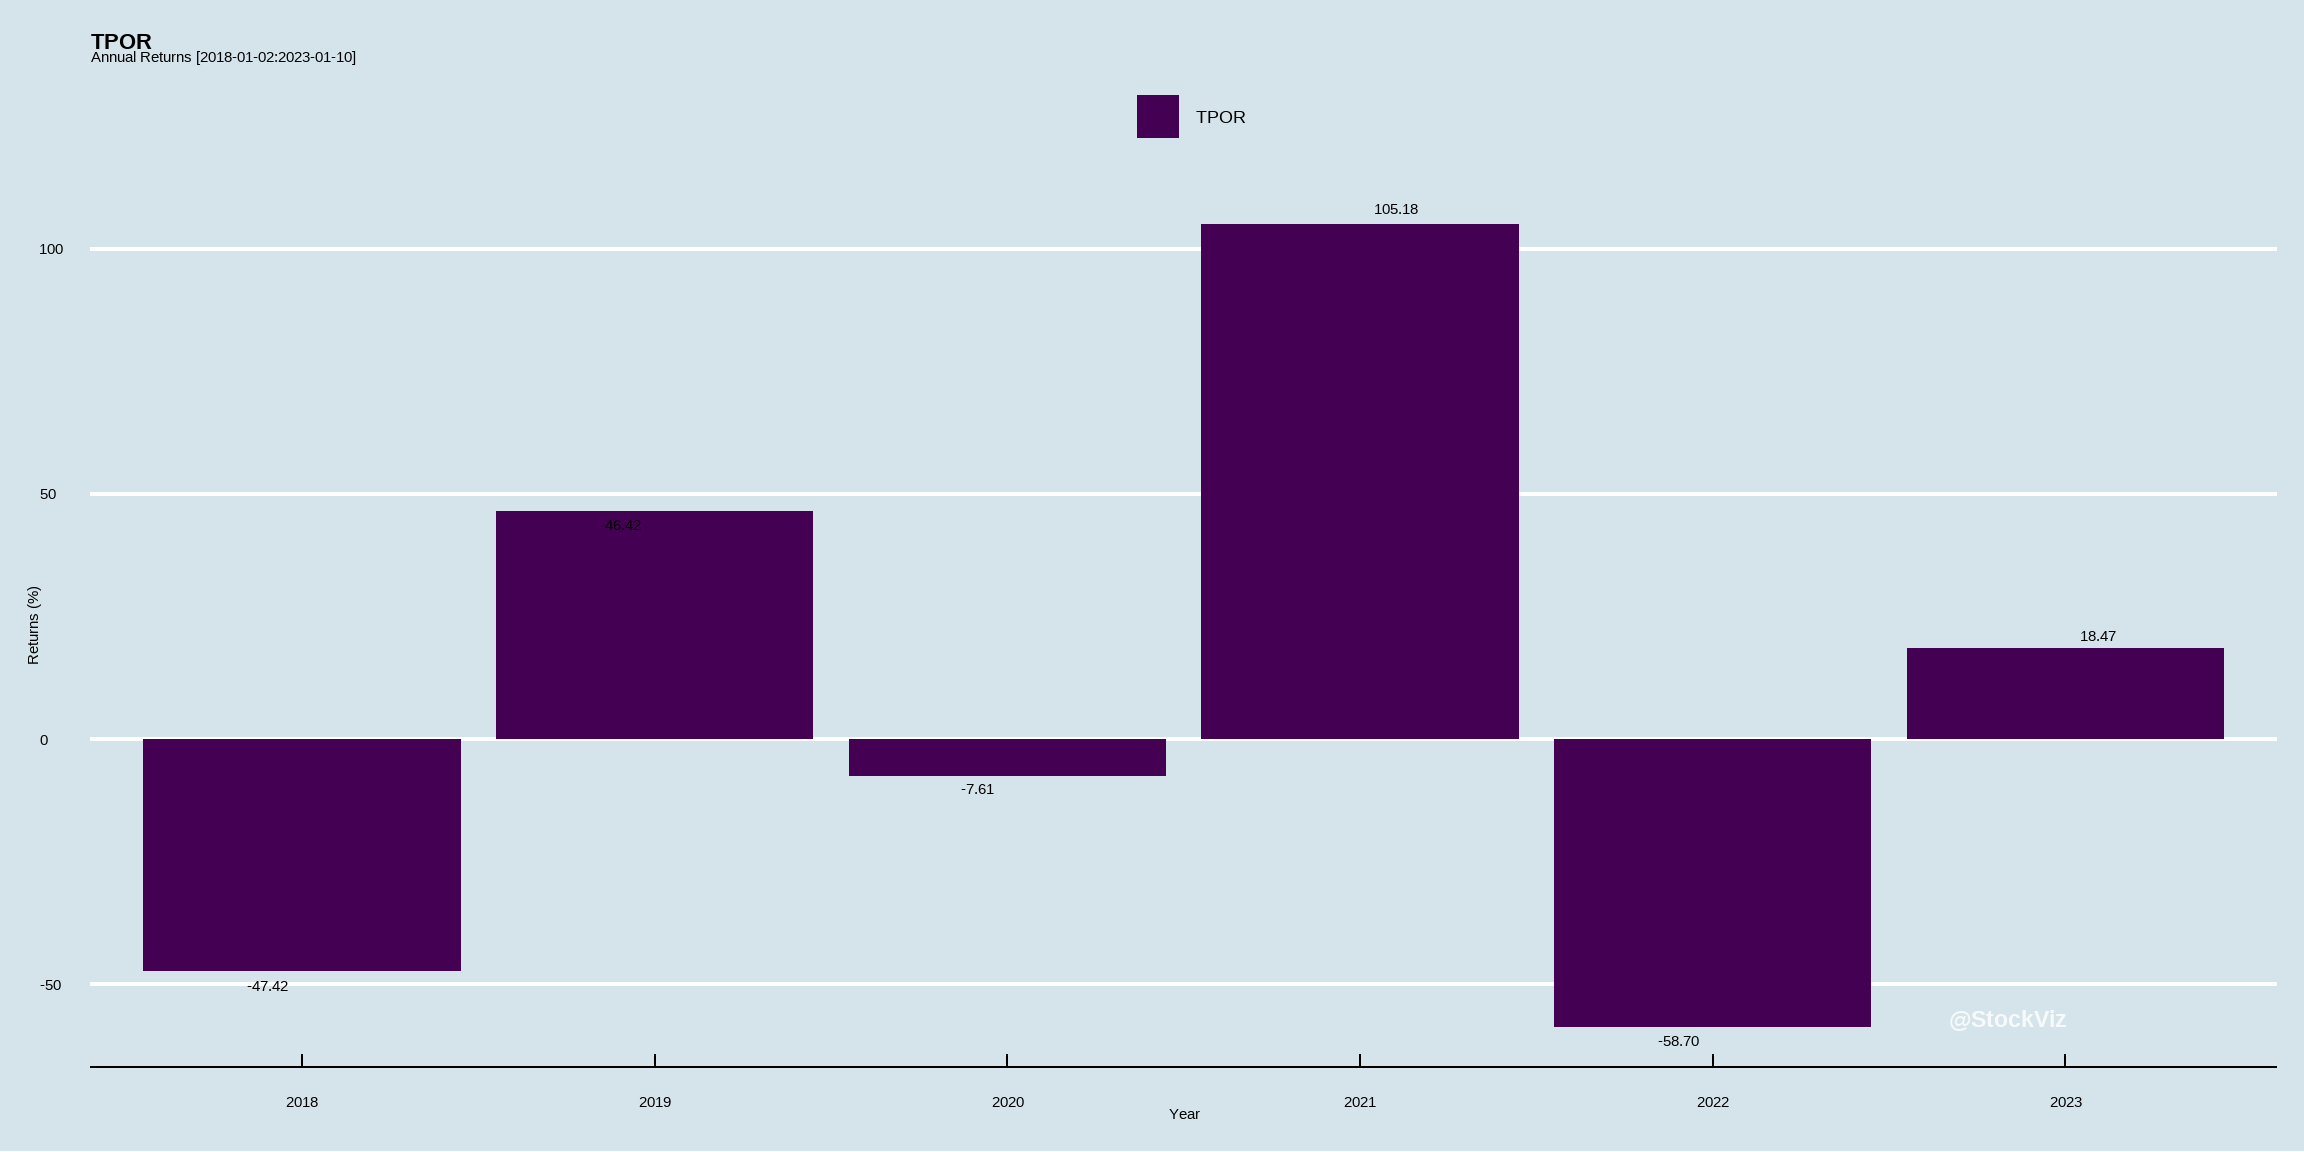 TPOR
Annual Returns [2018-01-02:2023-01-10]
TPOR
105.18
100
50
46.42
Returns (%)
18.47
0
-7.61
-50
-47.42
@StockViz
-58.70
2018 2019 2020 2021 2022 2023
Year